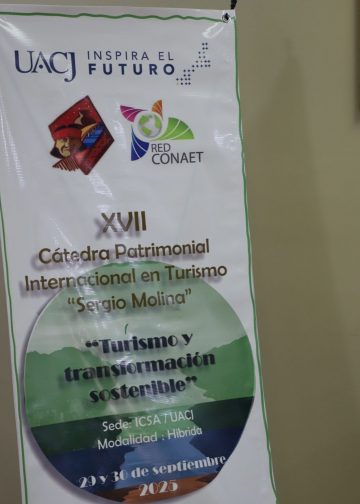 UACJ INSPIRA EL
FUTURO
RED
CONAET
XVII
Cátedra Patrimonial
Internacional en Turismo
"Sergio Molina"
"Turismo y
transformación
sostenible"
Sede: ICSA / UACJ
Modalidad : Híbrida
29 y 30 de septiembre
2025